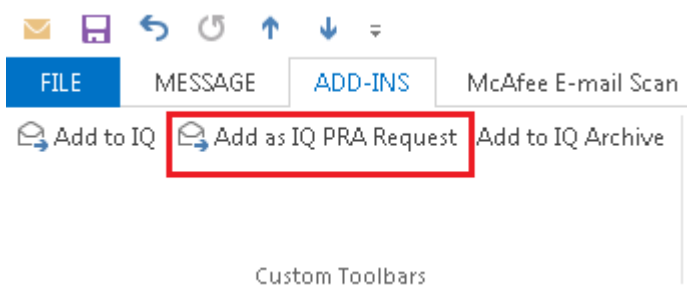 FILE MESSAGE ADD-INS McAfee E-mail Scan
Add to IQ Add as IQ PRA Request Add to IQ Archive
Custom Toolbars